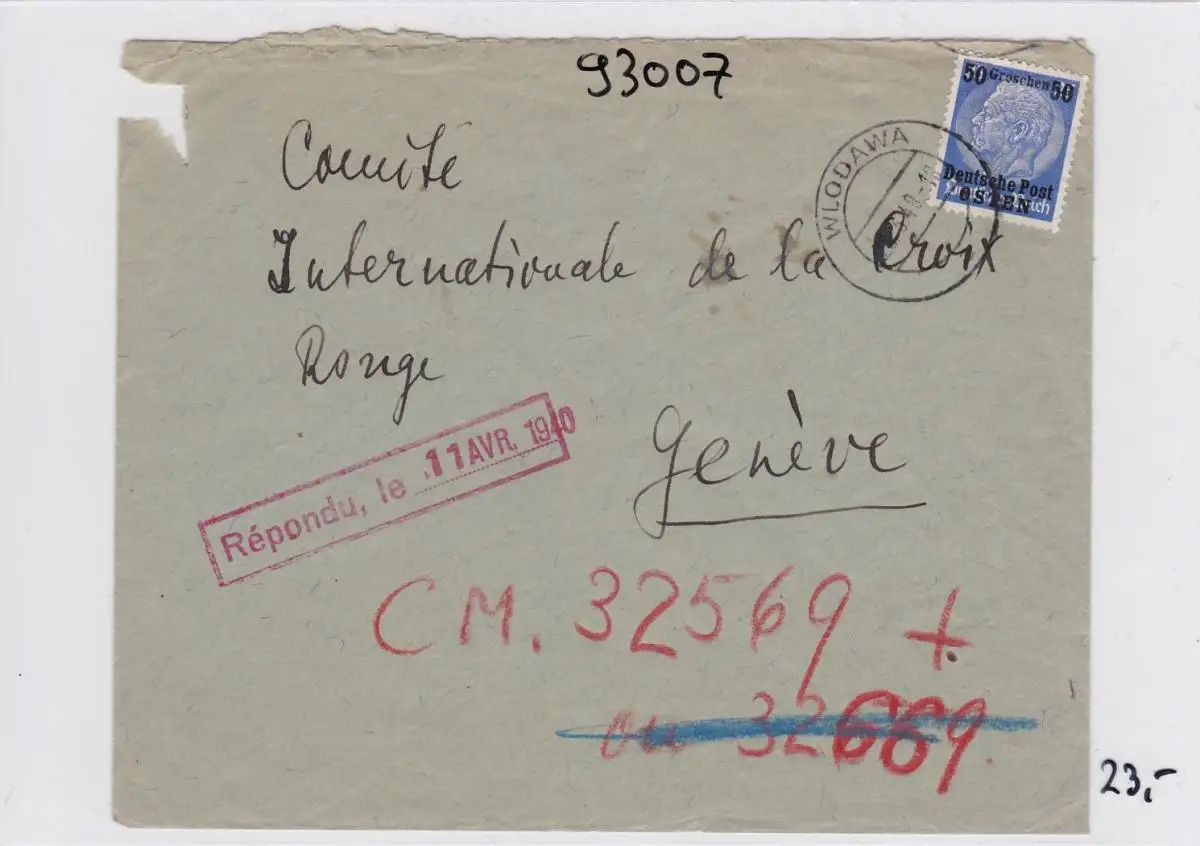 93007
50 Groschen 50
Deutsche Post
OSTEN
WLODAWA
Comité
Internationale de la Croix
Rouge
Genève
Répondu, le 11 AVR. 1940
CM. 32569 +
ou 32669
23,-